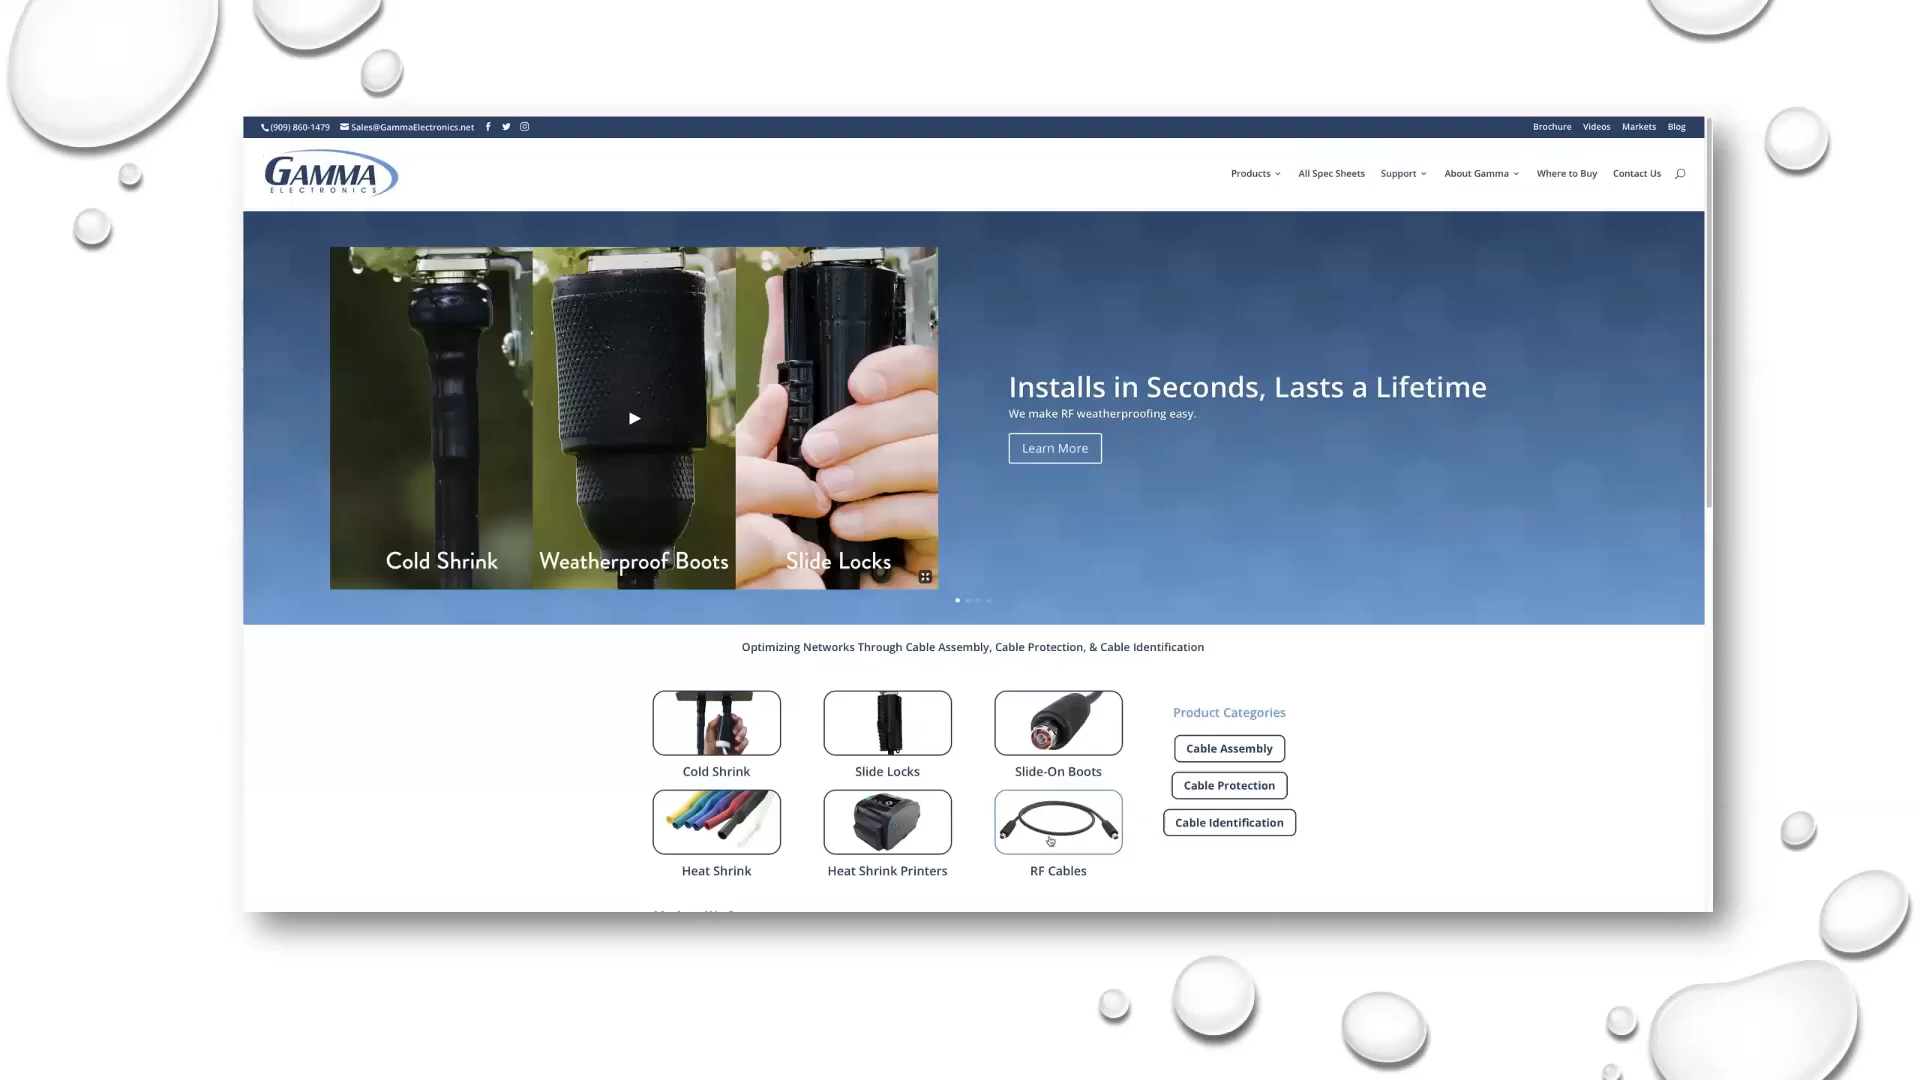 (909) 860-1479 Sales@GammaElectronics.net
Brochure Videos Markets Blog
GAMMA
ELECTRONICS
Products All Spec Sheets Support About Gamma Where to Buy Contact Us
Installs in Seconds, Lasts a Lifetime
We make RF weatherproofing easy.
Learn More
Cold Shrink Weatherproof Boots Slide Locks
Optimizing Networks Through Cable Assembly, Cable Protection, & Cable Identification
Product Categories
Cable Assembly
Cold Shrink Slide Locks Slide-On Boots
Cable Protection
Cable Identification
Heat Shrink Heat Shrink Printers RF Cables